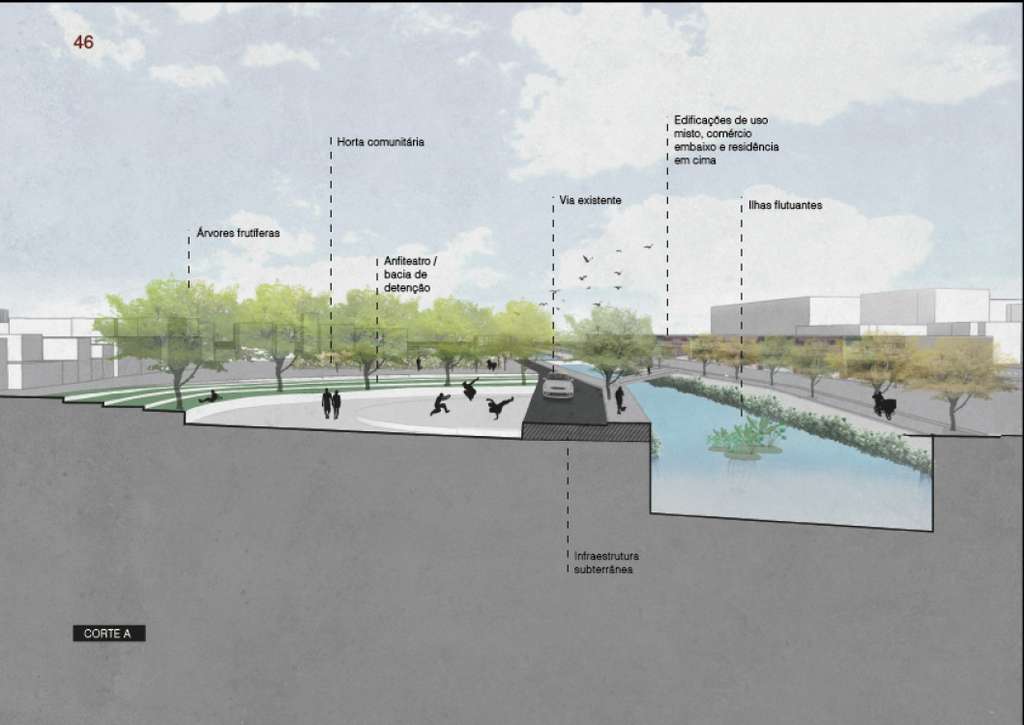 46
Edificações de uso
misto, comércio
embaixo e residência
em cima
Horta comunitária
Via existente
Ilhas flutuantes
Árvores frutíferas
Anfiteatro /
bacia de
detenção
Infraestrutura
subterrânea
CORTE A